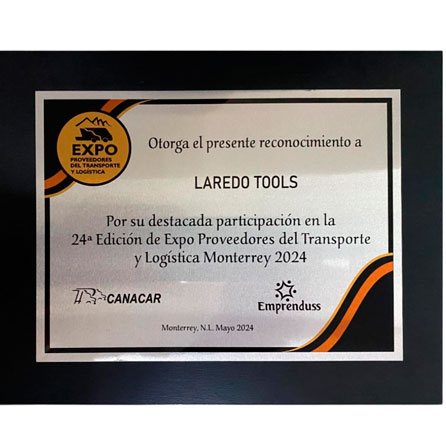 EXPO
PROVEEDORES
DEL TRANSPORTE
Y LOGÍSTICA
Otorga el presente reconocimiento a
LAREDO TOOLS
Por su destacada participación en la
24ª Edición de Expo Proveedores del Transporte
y Logística Monterrey 2024
CANACAR
Emprenduss
Monterrey, N.L. Mayo 2024